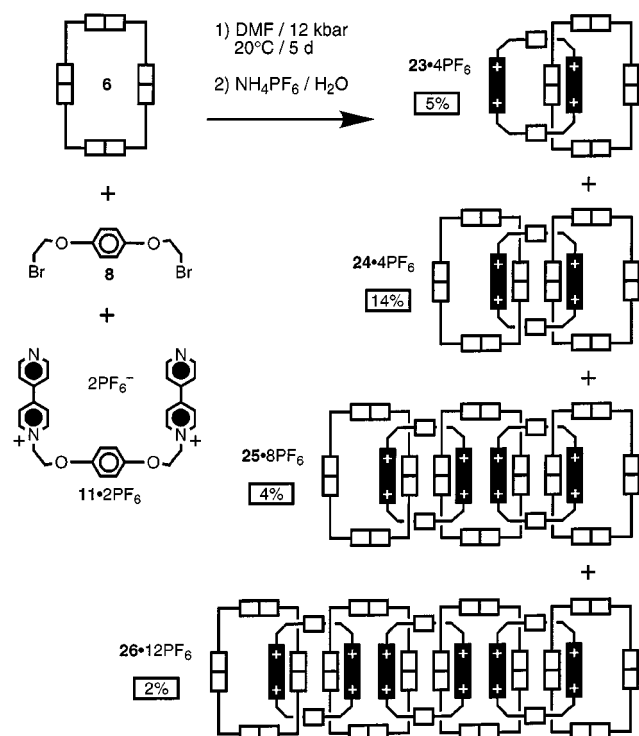 6
1) DMF / 12 kbar
20°C / 5 d
2) NH4PF6 / H2O
23•4PF6
5%
+
+
O O
Br 8 Br
24•4PF6
14%
+
+
N N
2PF6–
N N
+ +
O O
11•2PF6
25•8PF6
4%
+
26•12PF6
2%
+ + + +
+ + + +
+ + + +
+ + + +
+ + + +
+ + + +
+ + + +